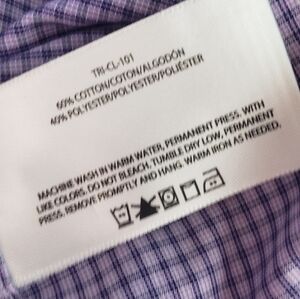 TRI-CL-101
60% COTTON/COTON/ALGODÓN
40% POLYESTER/POLYESTER/POLIESTER
MACHINE WASH IN WARM WATER, PERMANENT PRESS. WITH
LIKE COLORS. DO NOT BLEACH. TUMBLE DRY LOW, PERMANENT
PRESS. REMOVE PROMPTLY AND HANG. WARM IRON AS NEEDED.